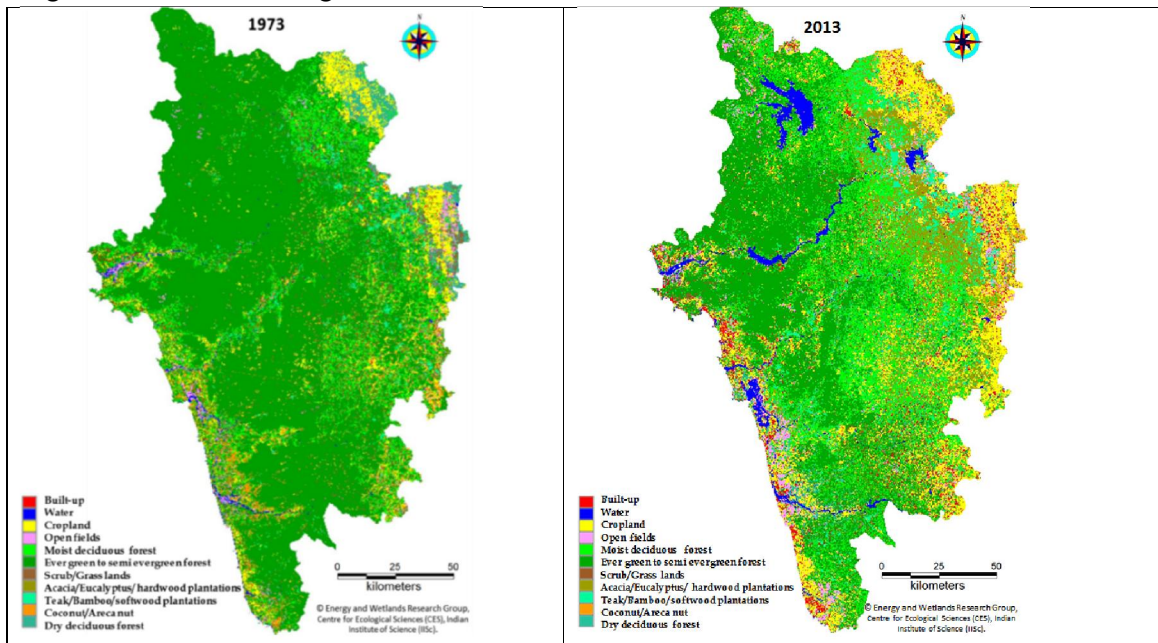 1973
N
Built-up
Water
Cropland
Open fields
Moist deciduous forest
Ever green to semi evergreen forest
Scrub/Grass lands
Acacia/Eucalyptus/ hardwood plantations
Teak/Bamboo/softwood plantations
Coconut/Areca nut
Dry deciduous forest
0 25 50
kilometers
© Energy and Wetlands Research Group,
Centre for Ecological Sciences (CES), Indian
Institute of Science [IISc].
2013
N
Built-up
Water
Cropland
Open fields
Moist deciduous forest
Ever green to semi evergreen forest
Scrub/Grass lands
Acacia/Eucalyptus/ hardwood plantations
Teak/Bamboo/softwood plantations
Coconut/Areca nut
Dry deciduous forest
0 25 50
kilometers
© Energy and Wetlands Research Group,
Centre for Ecological Sciences (CES), Indian
Institute of Science [IISc].